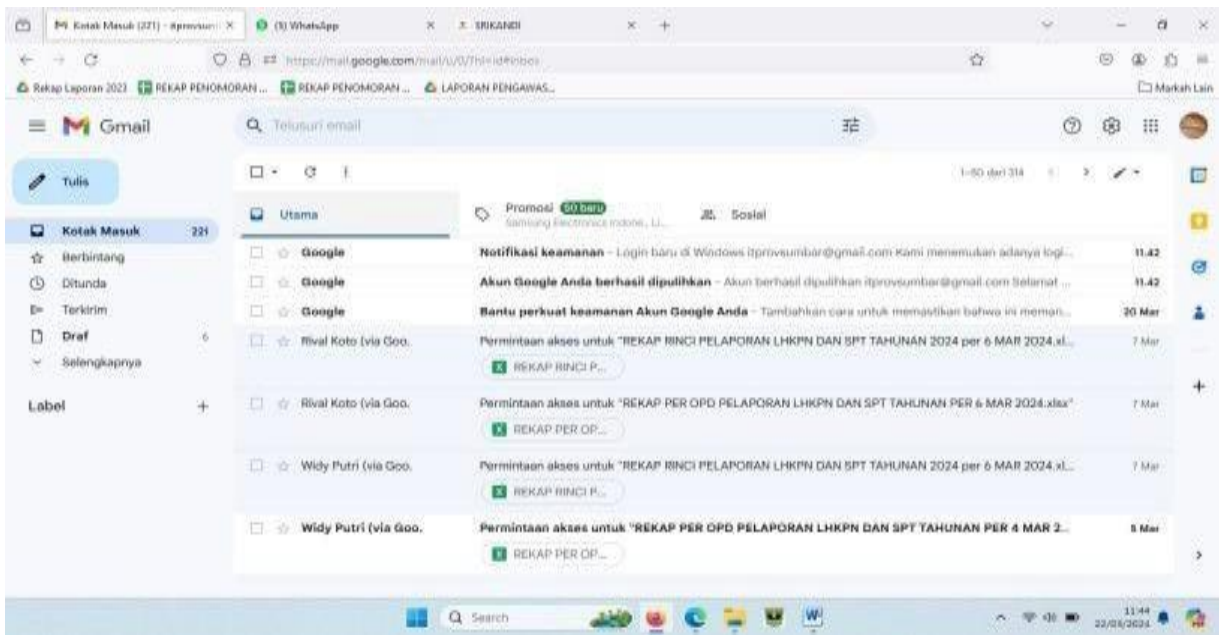 Kotak Masuk (221) -
(1) WhatsApp
SRIKANDI
https://mail.google.com/mail/u/0/?hl=id#inbox
Rekap Laporan 2023
REKAP PENOMORAN ...
REKAP PENOMORAN ...
LAPORAN PENGAWAS...
Markah Lain
Gmail
Telusuri email
Tulis
1–50 dari 314
Utama
Promosi
50 baru
Samsung Electronics Indone., Li...
Sosial
Kotak Masuk 221
Berbintang
Ditunda
Terkirim
Draf 6
Selengkapnya
Label
Google Notifikasi keamanan – Login baru di Windows itprovsumbar@gmail.com Kami menemukan adanya logi... 11.42
Google Akun Google Anda berhasil dipulihkan – Akun berhasil dipulihkan itprovsumbar@gmail.com Selamat ... 11.42
Google Bantu perkuat keamanan Akun Google Anda – Tambahkan cara untuk memastikan bahwa ini meman... 20 Mar
Rival Koto (via Goo. Permintaan akses untuk "REKAP RINCI PELAPORAN LHKPN DAN SPT TAHUNAN 2024 per 6 MAR 2024.xl... 7 Mar
REKAP RINCI P...
Rival Koto (via Goo. Permintaan akses untuk "REKAP PER OPD PELAPORAN LHKPN DAN SPT TAHUNAN PER 6 MAR 2024.xlsx" 7 Mar
REKAP PER OP...
Widy Putri (via Goo. Permintaan akses untuk "REKAP RINCI PELAPORAN LHKPN DAN SPT TAHUNAN 2024 per 6 MAR 2024.xl... 7 Mar
REKAP RINCI P...
Widy Putri (via Goo. Permintaan akses untuk "REKAP PER OPD PELAPORAN LHKPN DAN SPT TAHUNAN PER 4 MAR 2...
REKAP PER OP...
Search
11:44